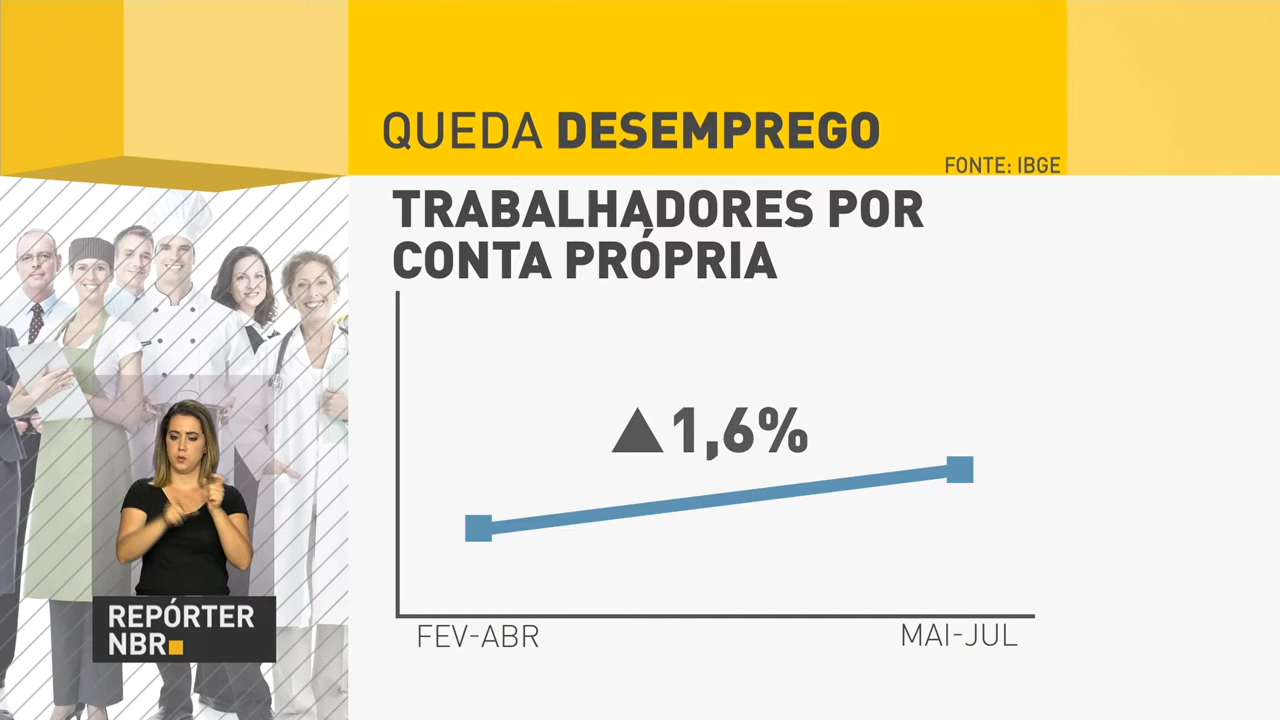 QUEDA DESEMPREGO
FONTE: IBGE
TRABALHADORES POR
CONTA PRÓPRIA
▲1,6%
FEV-ABR
MAI-JUL
REPÓRTER
NBR